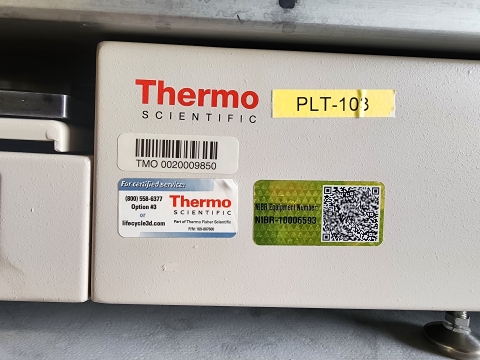 Thermo
SCIENTIFIC
PLT-103
TMO 0020009850
For certified service:
(800) 558-6377
Option #3
or
lifecycle3d.com
Thermo
SCIENTIFIC
Part of Thermo Fisher Scientific
NIBR Equipment Number:
NIBR-10006593